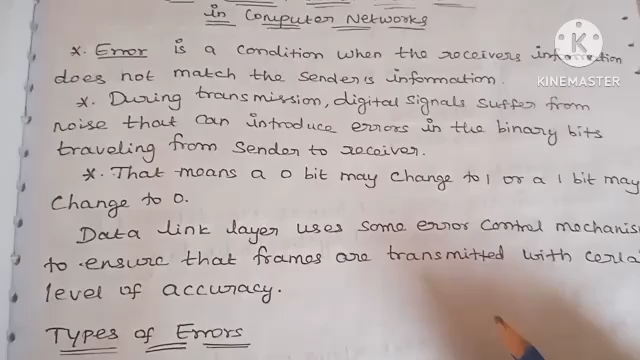 in Computer Networks
*. Error is a condition when the receivers information
does not match the sender's information.
*. During transmission, digital signals suffer from
noise that can introduce errors in the binary bits
traveling from sender to receiver.
*. That means a 0 bit may change to 1 or a 1 bit may
change to 0.
Data link layer uses some error control mechanis
to ensure that frames are transmitted with certa
level of accuracy.
Types of Errors
K
KINEMASTER